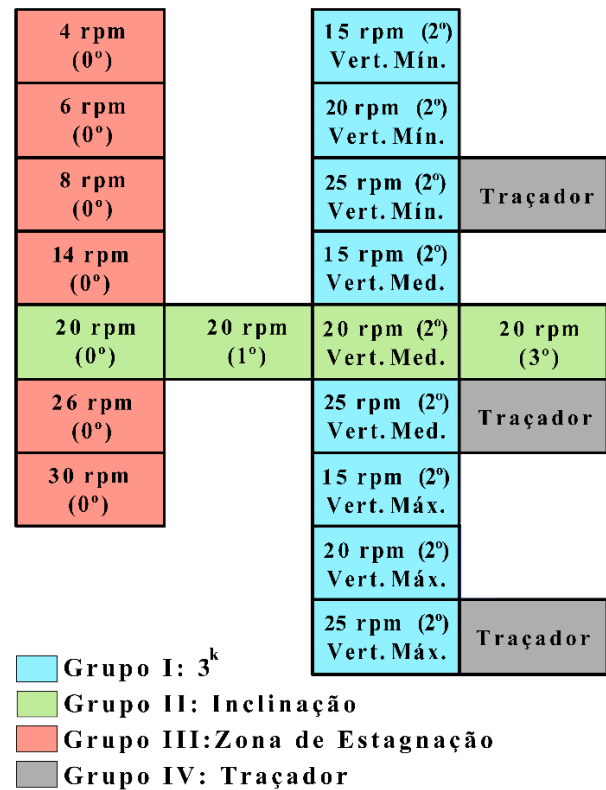 4 rpm
(0º)
6 rpm
(0º)
8 rpm
(0º)
14 rpm
(0º)
20 rpm
(0º)
26 rpm
(0º)
30 rpm
(0º)
20 rpm
(1º)
15 rpm (2º)
Vert. Mín.
20 rpm (2º)
Vert. Mín.
25 rpm (2º)
Vert. Mín.
15 rpm (2º)
Vert. Med.
20 rpm (2º)
Vert. Med.
25 rpm (2º)
Vert. Med.
15 rpm (2º)
Vert. Máx.
20 rpm (2º)
Vert. Máx.
25 rpm (2º)
Vert. Máx.
Traçador
20 rpm
(3º)
Traçador
Traçador
Grupo I: 3^k
Grupo II: Inclinação
Grupo III:Zona de Estagnação
Grupo IV: Traçador